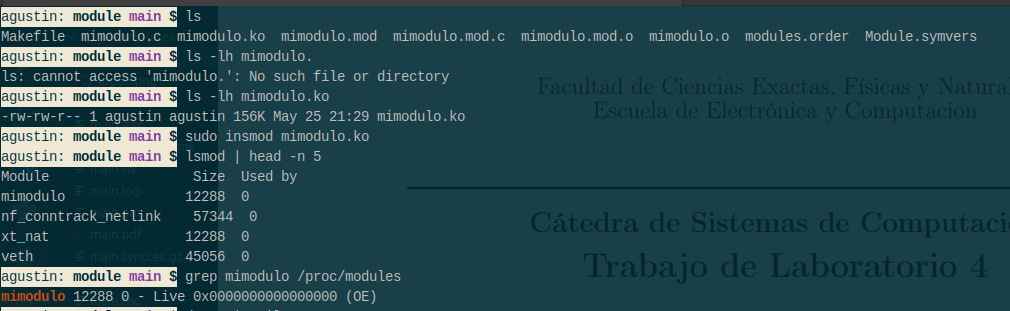 agustin: module main $ ls
Makefile mimodulo.c mimodulo.ko mimodulo.mod mimodulo.mod.c mimodulo.mod.o mimodulo.o modules.order Module.symvers
agustin: module main $ ls -lh mimodulo.
ls: cannot access 'mimodulo.': No such file or directory
agustin: module main $ ls -lh mimodulo.ko
-rw-rw-r-- 1 agustin agustin 156K May 25 21:29 mimodulo.ko
agustin: module main $ sudo insmod mimodulo.ko
agustin: module main $ lsmod | head -n 5
Module Size Used by
mimodulo 12288 0
nf_conntrack_netlink 57344 0
xt_nat 12288 0
veth 45056 0
agustin: module main $ grep mimodulo /proc/modules
mimodulo 12288 0 - Live 0x0000000000000000 (OE)
Facultad de Ciencias Exactas, Físicas y Natura
Escuela de Electrónica y Computacion
Cátedra de Sistemas de Computaci
Trabajo de Laboratorio 4
main.log
main.pdf
main.synctex.gz